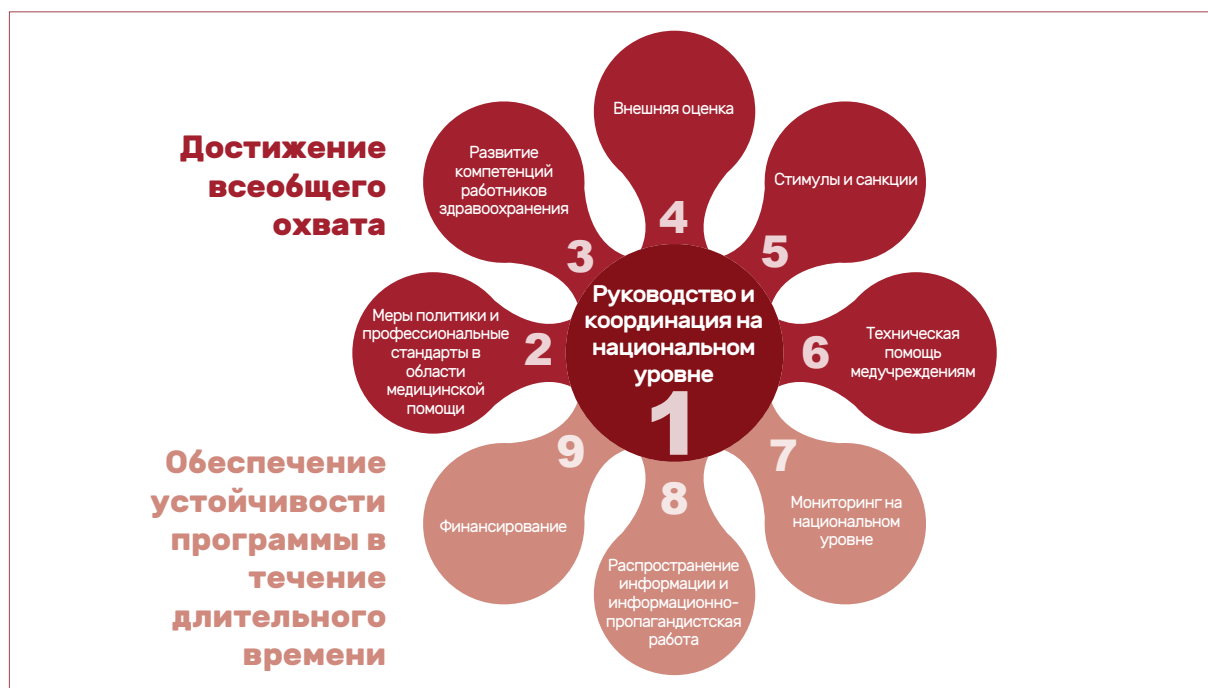 Достижение
всеобщего
охвата
Руководство и
координация на
национальном
уровне
1
Меры политики и
профессиональные
стандарты в
области
медицинской
помощи
2
Развитие
компетенций
работников
здравоохранения
3
Внешняя оценка
4
Стимулы и санкции
5
Техническая
помощь
медучреждениям
6
Обеспечение
устойчивости
программы в
течение
длительного
времени
7
Мониторинг на
национальном
уровне
8
Распространение
информации и
информационно-
пропагандистская
работа
9
Финансирование